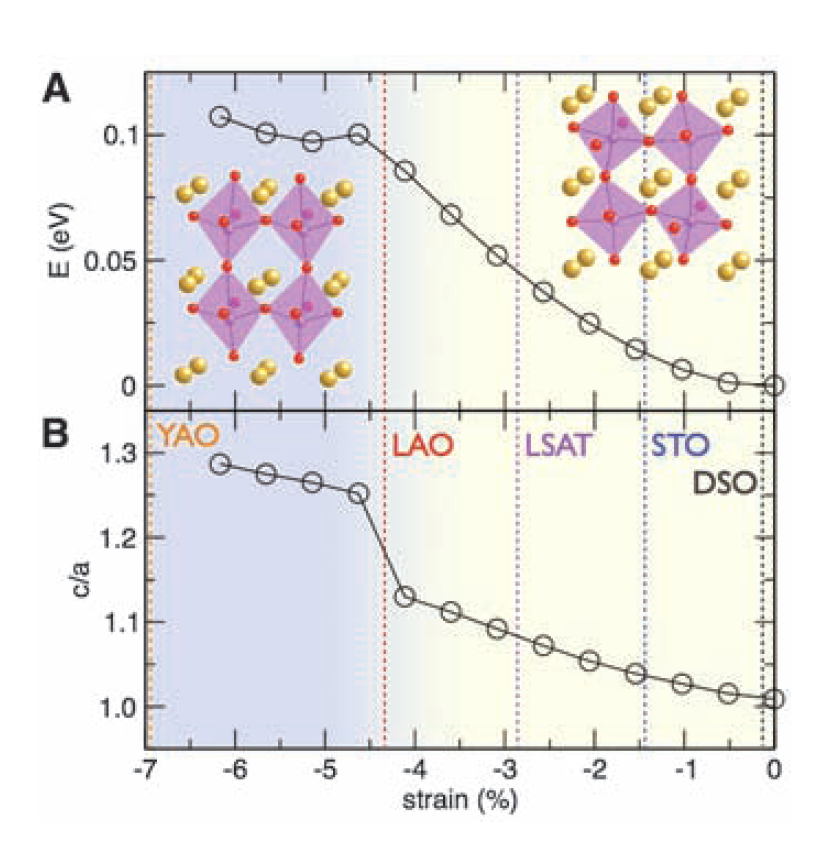 A
0.1
E (eV)
0.05
0
B
YAO
LAO
LSAT
STO
DSO
1.3
1.2
c/a
1.1
1.0
-7 -6 -5 -4 -3 -2 -1 0
strain (%)